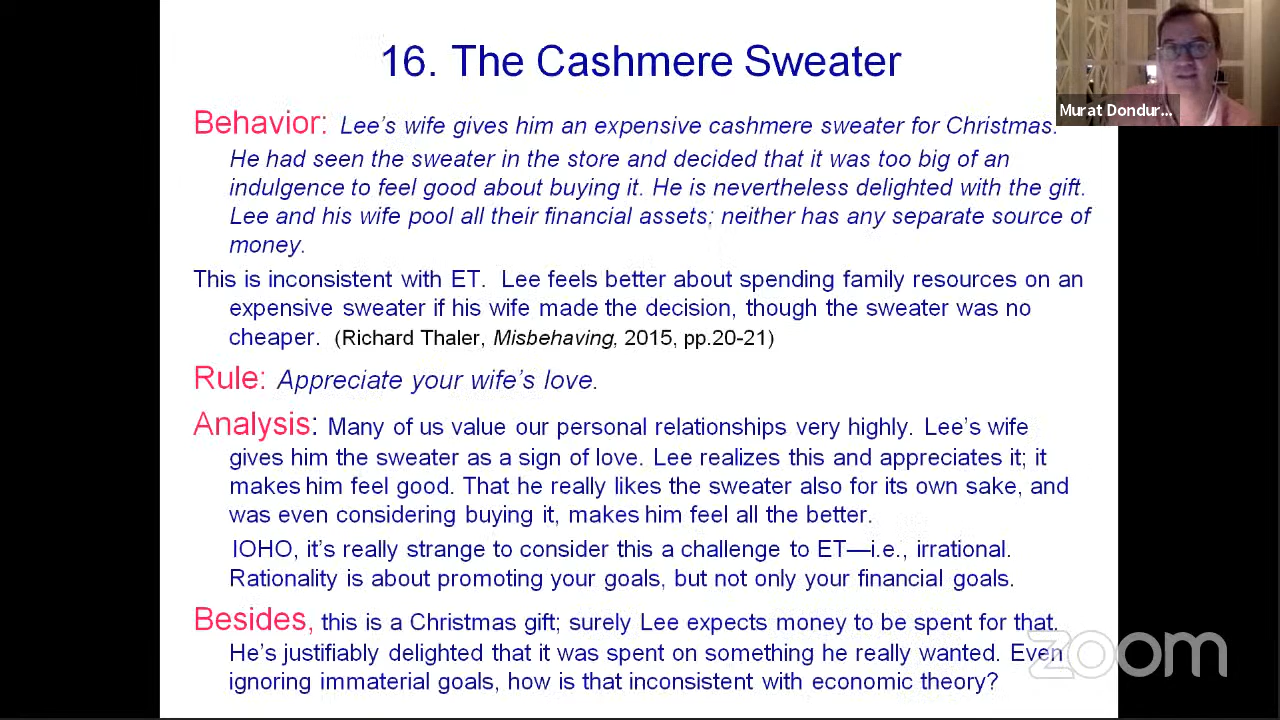 16. The Cashmere Sweater
Murat Dondur...
Behavior: Lee's wife gives him an expensive cashmere sweater for Christmas.
He had seen the sweater in the store and decided that it was too big of an
indulgence to feel good about buying it. He is nevertheless delighted with the gift.
Lee and his wife pool all their financial assets; neither has any separate source of
money.
This is inconsistent with ET. Lee feels better about spending family resources on an
expensive sweater if his wife made the decision, though the sweater was no
cheaper. (Richard Thaler, Misbehaving, 2015, pp.20-21)
Rule: Appreciate your wife's love.
Analysis: Many of us value our personal relationships very highly. Lee's wife
gives him the sweater as a sign of love. Lee realizes this and appreciates it; it
makes him feel good. That he really likes the sweater also for its own sake, and
was even considering buying it, makes him feel all the better.
IOHO, it's really strange to consider this a challenge to ET—i.e., irrational.
Rationality is about promoting your goals, but not only your financial goals.
Besides, this is a Christmas gift; surely Lee expects money to be spent for that.
He's justifiably delighted that it was spent on something he really wanted. Even
ignoring immaterial goals, how is that inconsistent with economic theory?
zoom